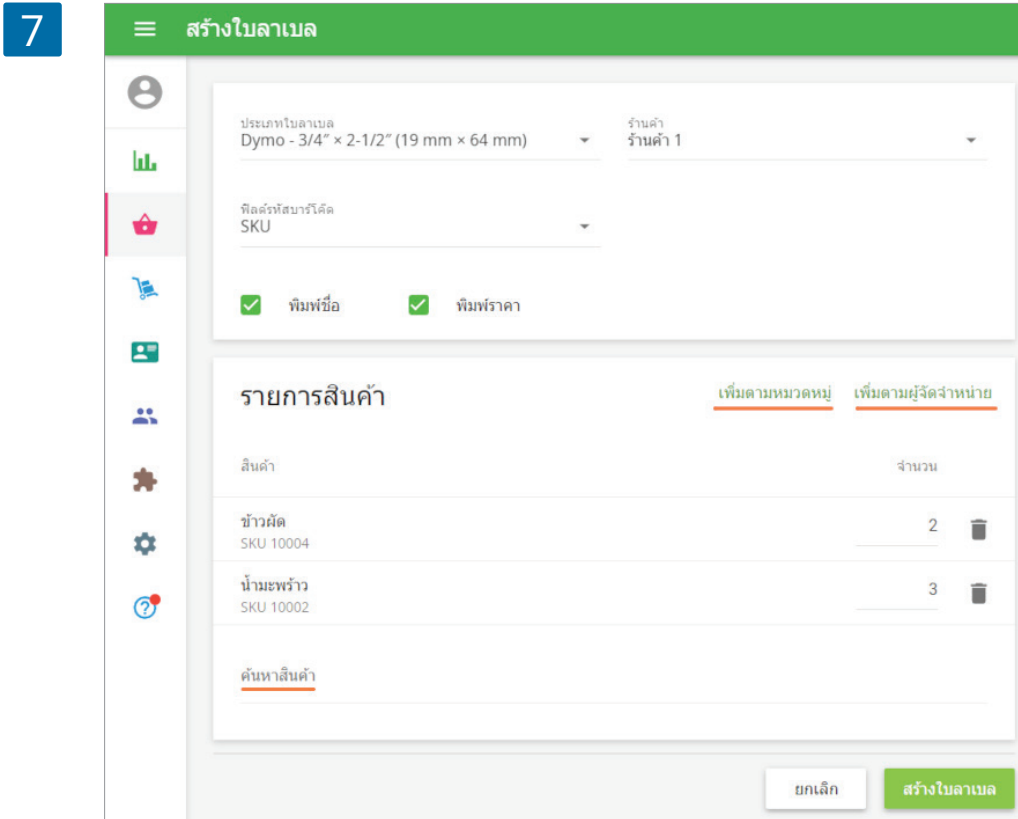 7
สร้างใบลาเบล
ประเภทใบลาเบล
Dymo - 3/4″ × 2-1/2″ (19 mm × 64 mm)
ร้านค้า
ร้านค้า 1
ฟิลด์รหัสบาร์โค้ด
SKU
พิมพ์ชื่อ พิมพ์ราคา
รายการสินค้า เพิ่มตามหมวดหมู่ เพิ่มตามผู้จัดจำหน่าย
สินค้า จำนวน
ข้าวผัด 2
SKU 10004
น้ำมะพร้าว 3
SKU 10002
ค้นหาสินค้า
ยกเลิก สร้างใบลาเบล